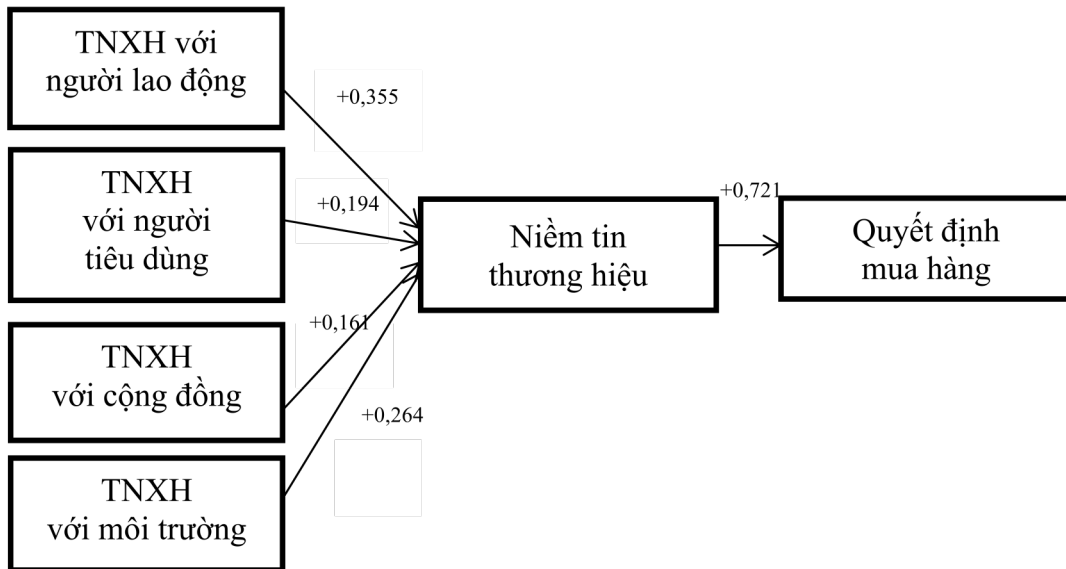 TNXH với
người lao động
+0,355
TNXH
với người
tiêu dùng
+0,194
TNXH
với cộng đồng
+0,161
TNXH
với môi trường
+0,264
Niềm tin
thương hiệu
+0,721
Quyết định
mua hàng